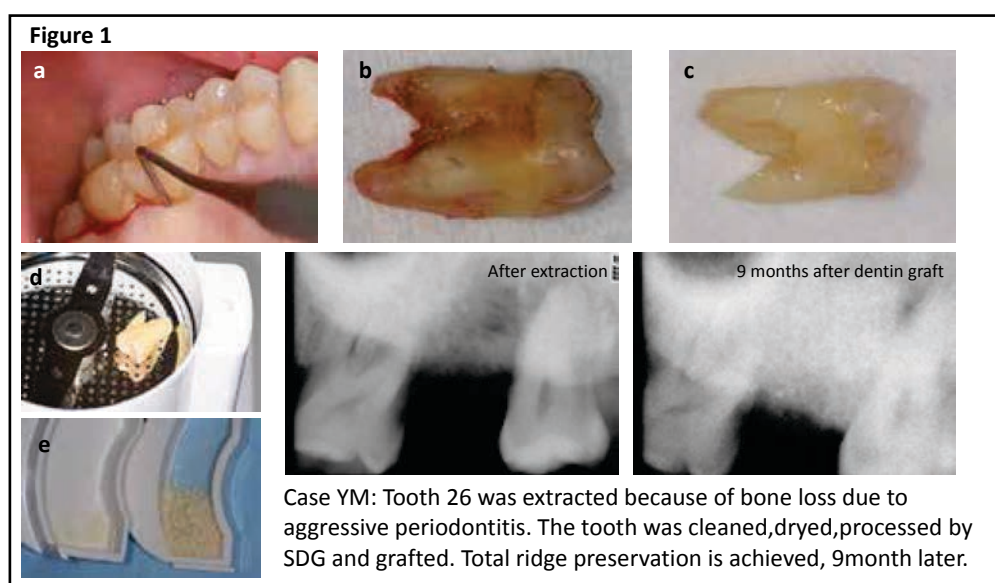 Figure 1
a
b
c
d
After extraction
9 months after dentin graft
e
Case YM: Tooth 26 was extracted because of bone loss due to
aggressive periodontitis. The tooth was cleaned,dryed,processed by
SDG and grafted. Total ridge preservation is achieved, 9month later.